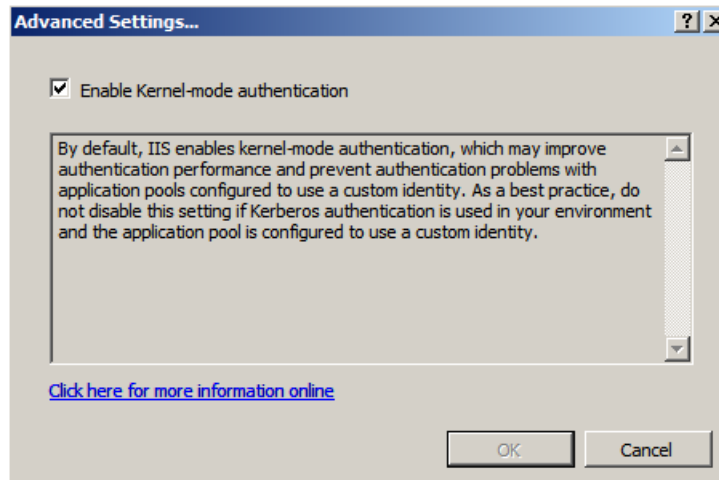 Advanced Settings...
Enable Kernel-mode authentication
By default, IIS enables kernel-mode authentication, which may improve
authentication performance and prevent authentication problems with
application pools configured to use a custom identity. As a best practice, do
not disable this setting if Kerberos authentication is used in your environment
and the application pool is configured to use a custom identity.
Click here for more information online
OK
Cancel